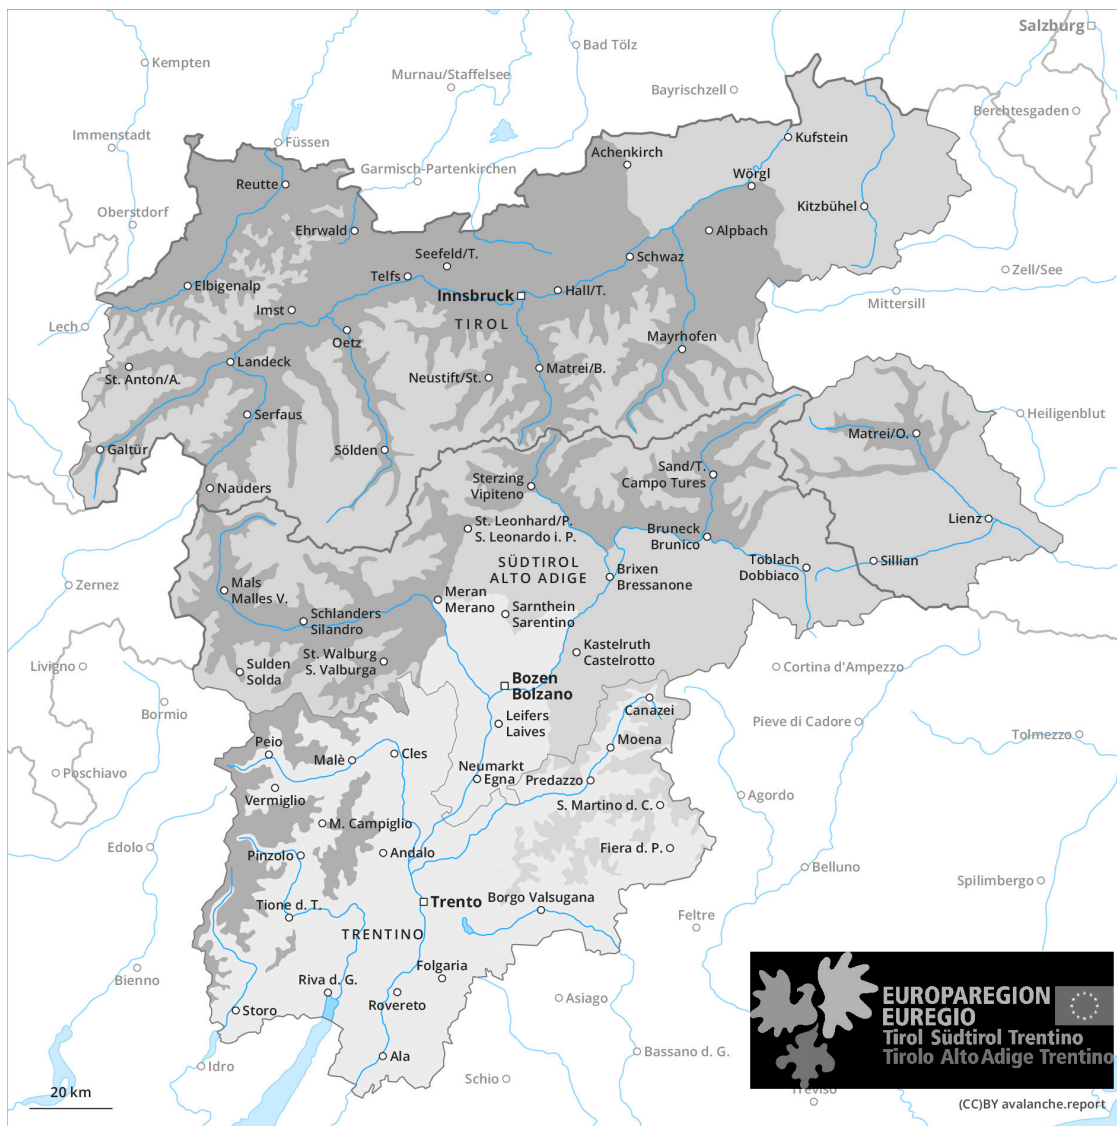 Salzburg
Bad Tölz
Kempten
Murnau/Staffelsee
Bayrischzell
Berchtesgaden
Immenstadt
Füssen
Kufstein
Achenkirch
Garmisch-Partenkirchen
Wörgl
Reutte
Kitzbühel
Oberstdorf
Ehrwald
Alpbach
Seefeld/T.
Schwaz
Zell/See
Telfs
Elbigenalp
Innsbruck
Hall/T.
Mittersill
Imst
TIROL
Lech
Oetz
Mayrhofen
Landeck
Matrei/B.
St. Anton/A.
Neustift/St.
Serfaus
Heiligenblut
Matrei/O.
Galtür
Sölden
Sterzing
Vipiteno
Sand/T.
Campo Tures
Nauders
St. Leonhard/P.
S. Leonardo i. P.
Lienz
Bruneck
Brunico
SÜDTIROL
ALTO ADIGE
Toblach
Dobbiaco
Sillian
Brixen
Bressanone
Zernez
Mals
Malles V.
Meran
Merano
Schlanders
Silandro
Sarnthein
Sarentino
Livigno
Sulden
Solda
St. Walburg
S. Valburga
Kastelruth
Castelrotto
Cortina d'Ampezzo
Bozen
Bolzano
Bormio
Canazei
Leifers
Laives
Pieve di Cadore
Tolmezzo
Peio
Moena
Malè
Cles
Poschiavo
Neumarkt
Egna
Predazzo
Vermiglio
Agordo
S. Martino d. C.
M. Campiglio
Edolo
Pinzolo
Andalo
Fiera d. P.
Belluno
Spilimbergo
Tione d. T.
Trento
Borgo Valsugana
Feltre
TRENTINO
Bienno
Folgaria
Riva d. G.
Rovereto
Asiago
Storo
EUROPAREGION
EUREGIO
Tirol Südtirol Trentino
Tirolo Alto Adige Trentino
Ala
Idro
Bassano d. G.
Schio
Treviso
20 km
(CC)BY avalanche.report